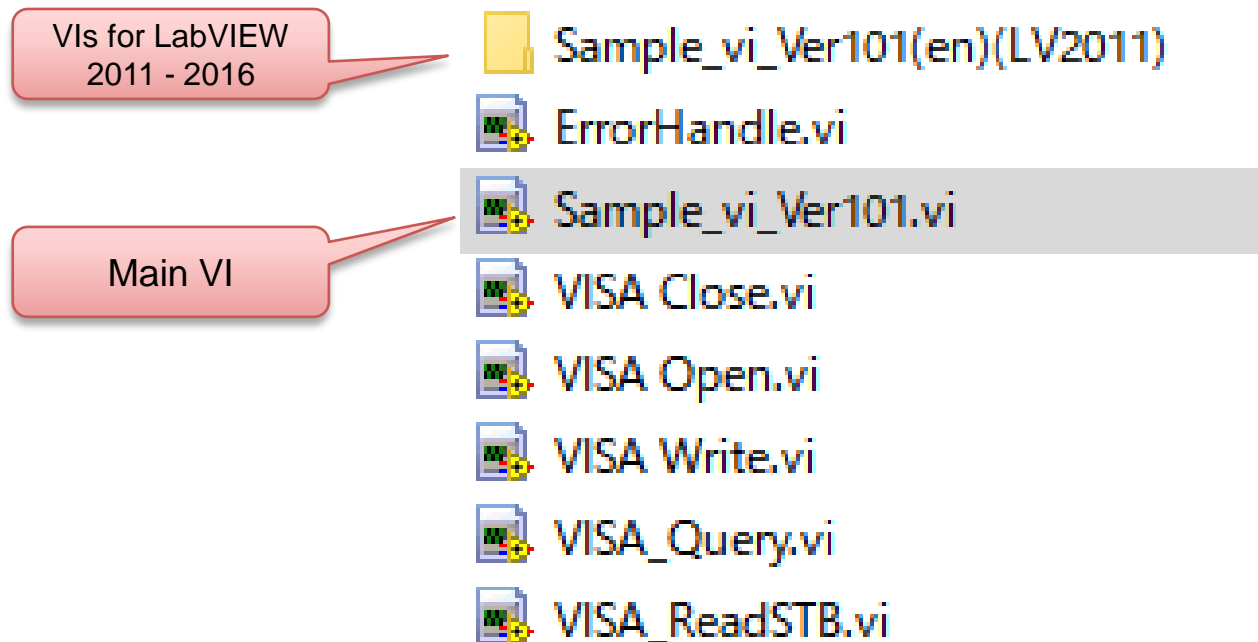 VIs for LabVIEW
2011 - 2016
Sample_vi_Ver101(en)(LV2011)
ErrorHandle.vi
Main VI
Sample_vi_Ver101.vi
VISA Close.vi
VISA Open.vi
VISA Write.vi
VISA_Query.vi
VISA_ReadSTB.vi